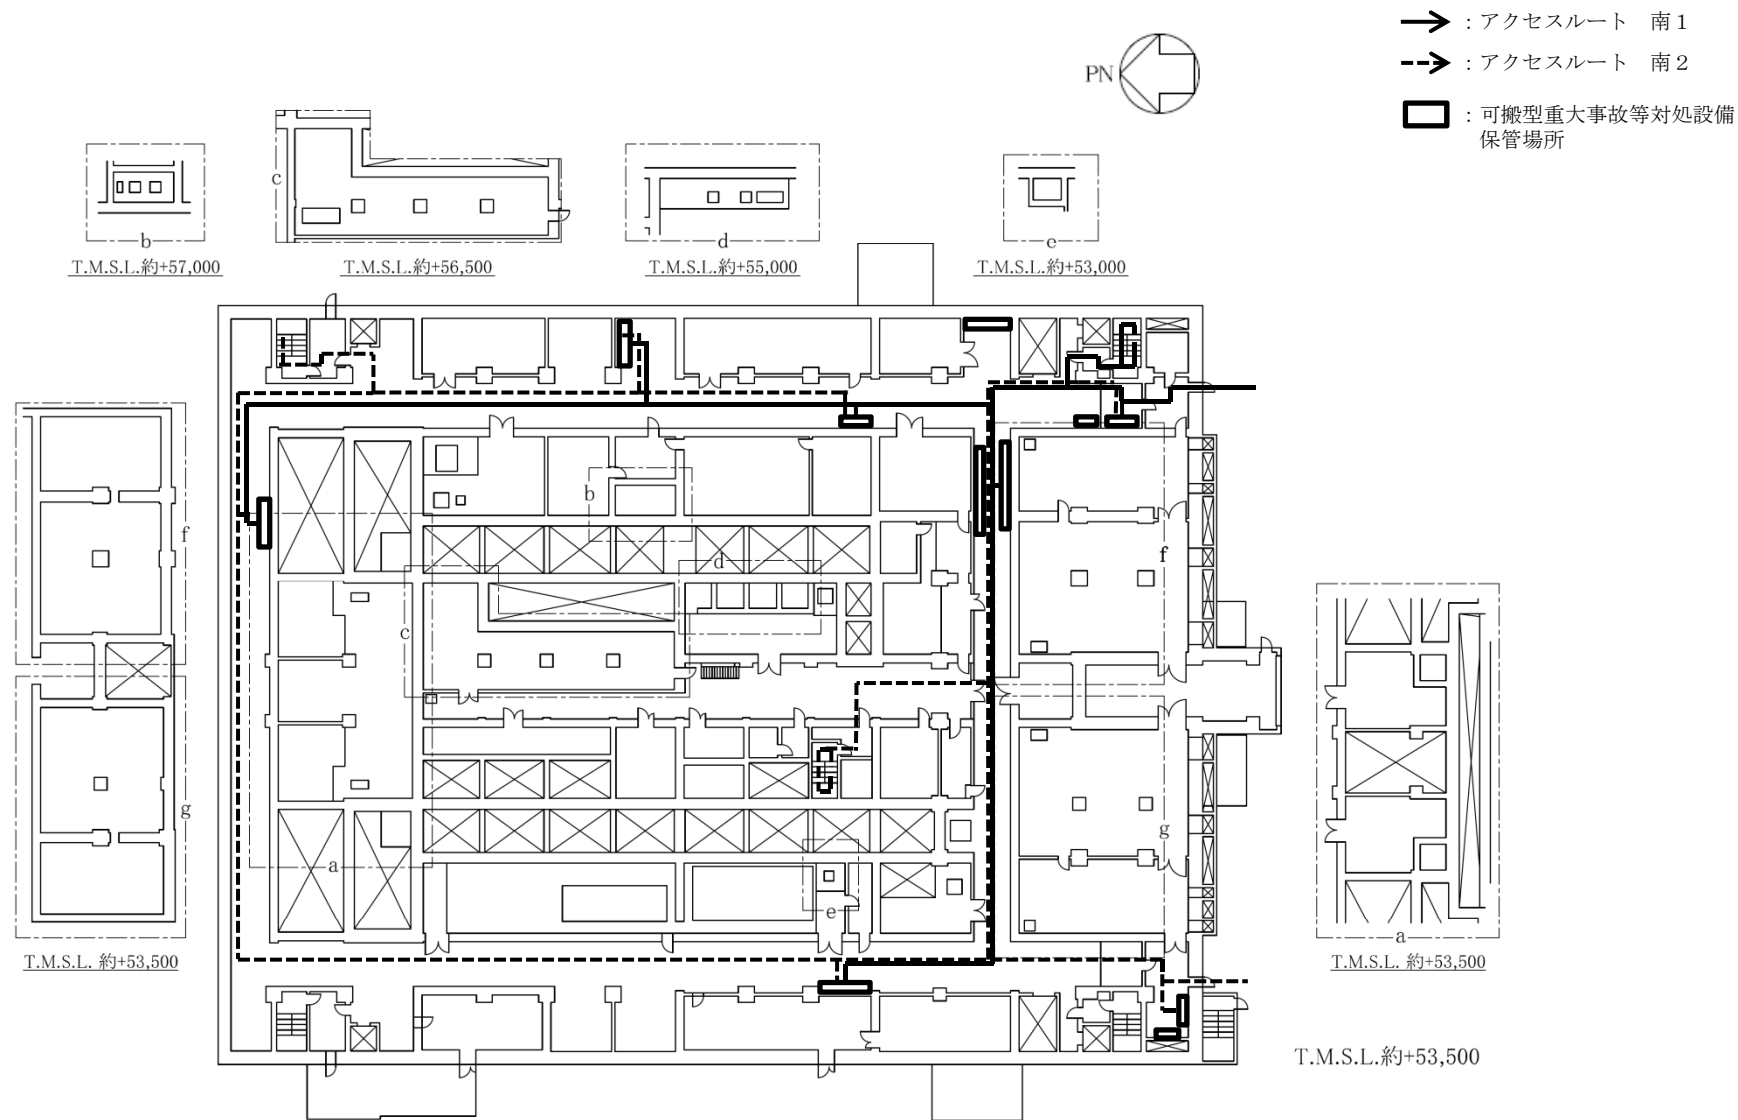 ：アクセスルート　南１
：アクセスルート　南２
：可搬型重大事故等対処設備
保管場所
PN
b
T.M.S.L.約+57,000
c
T.M.S.L.約+56,500
d
T.M.S.L.約+55,000
e
T.M.S.L.約+53,000
f
g
T.M.S.L. 約+53,500
b
d
c
a
e
f
g
a
T.M.S.L. 約+53,500
T.M.S.L.約+53,500